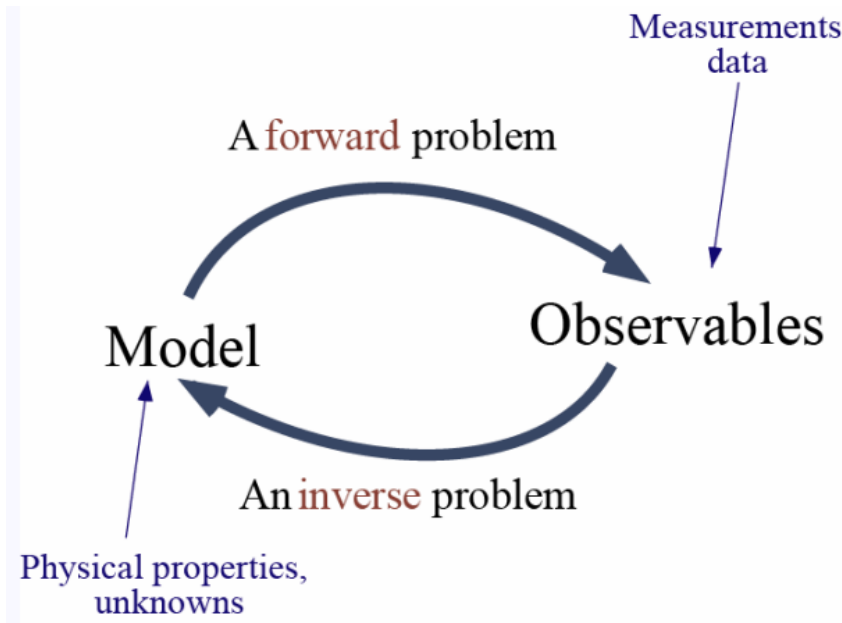 Measurements
data
A forward problem
Observables
Model
An inverse problem
Physical properties,
unknowns